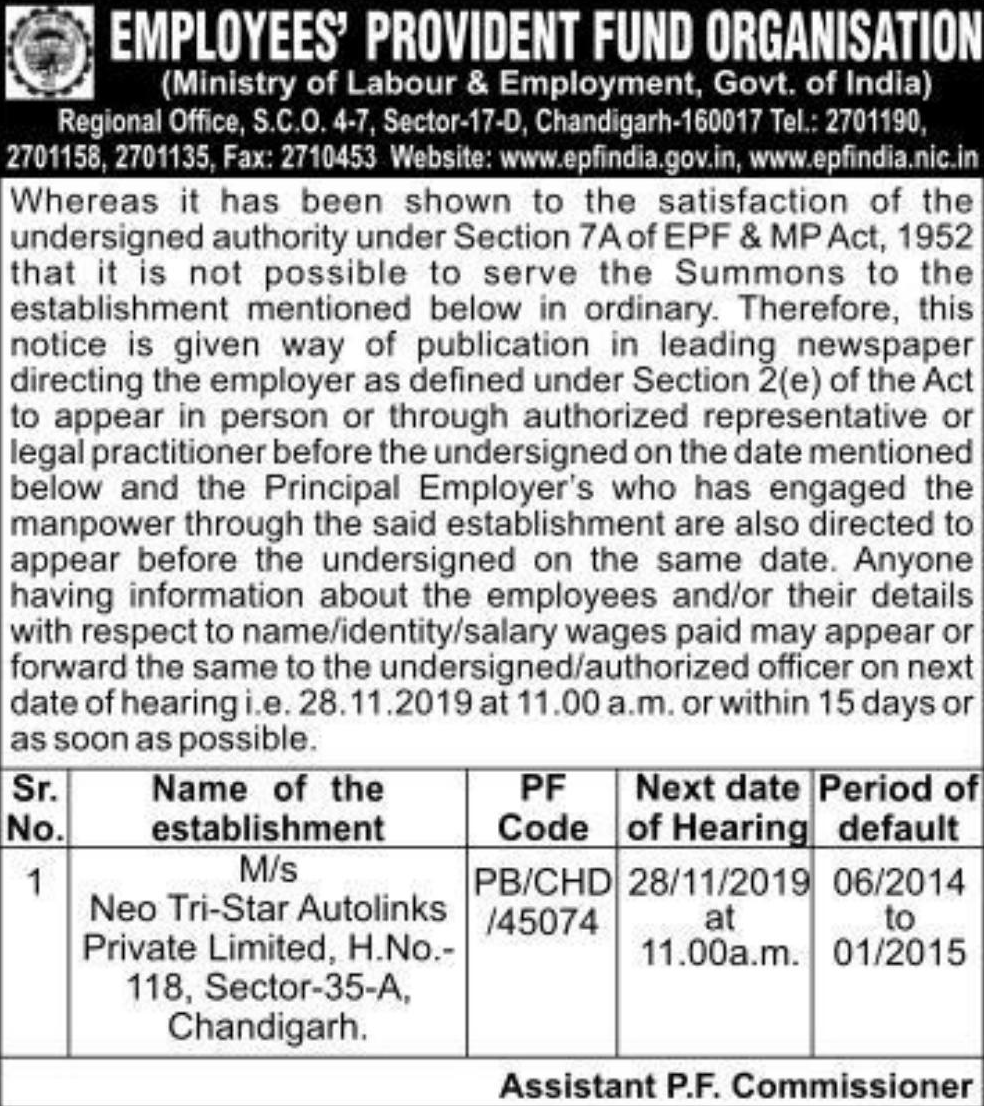 EMPLOYEES' PROVIDENT FUND ORGANISATION
(Ministry of Labour & Employment, Govt. of India)
Regional Office, S.C.O. 4-7, Sector-17-D, Chandigarh-160017 Tel.: 2701190,
2701158, 2701135, Fax: 2710453 Website: www.epfindia.gov.in, www.epfindia.nic.in
Whereas it has been shown to the satisfaction of the
undersigned authority under Section 7A of EPF & MP Act, 1952
that it is not possible to serve the Summons to the
establishment mentioned below in ordinary. Therefore, this
notice is given way of publication in leading newspaper
directing the employer as defined under Section 2(e) of the Act
to appear in person or through authorized representative or
legal practitioner before the undersigned on the date mentioned
below and the Principal Employer's who has engaged the
manpower through the said establishment are also directed to
appear before the undersigned on the same date. Anyone
having information about the employees and/or their details
with respect to name/identity/salary wages paid may appear or
forward the same to the undersigned/authorized officer on next
date of hearing i.e. 28.11.2019 at 11.00 a.m. or within 15 days or
as soon as possible.
Sr. No. Name of the establishment PF Code Next date of Hearing Period of default
1 M/s Neo Tri-Star Autolinks Private Limited, H.No.-118, Sector-35-A, Chandigarh. PB/CHD/45074 28/11/2019 at 11.00a.m. 06/2014 to 01/2015
Assistant P.F. Commissioner